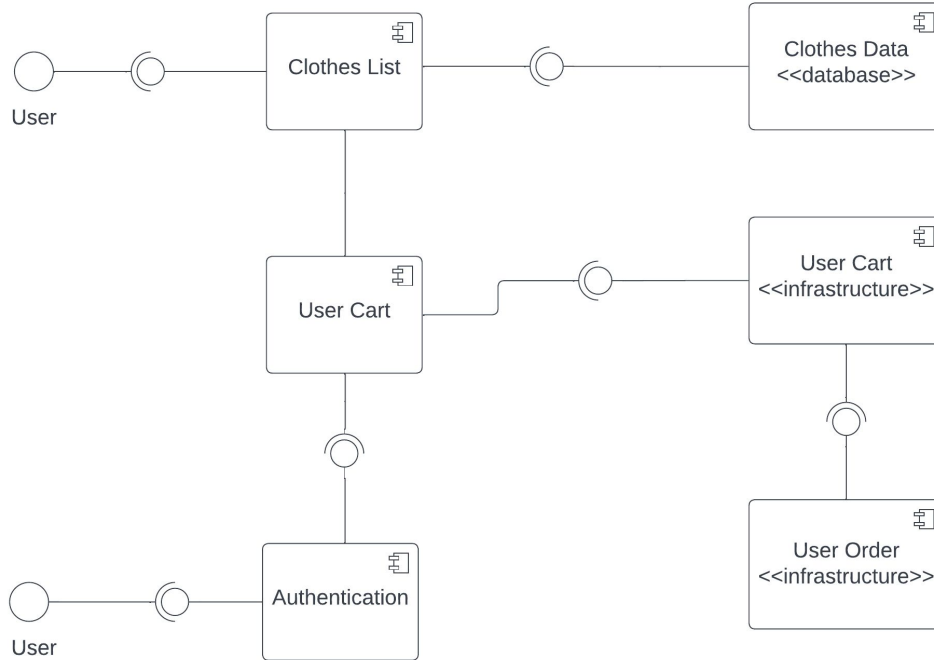 Clothes List
Clothes Data
<<database>>
User
User Cart
User Cart
<<infrastructure>>
User Order
<<infrastructure>>
Authentication
User